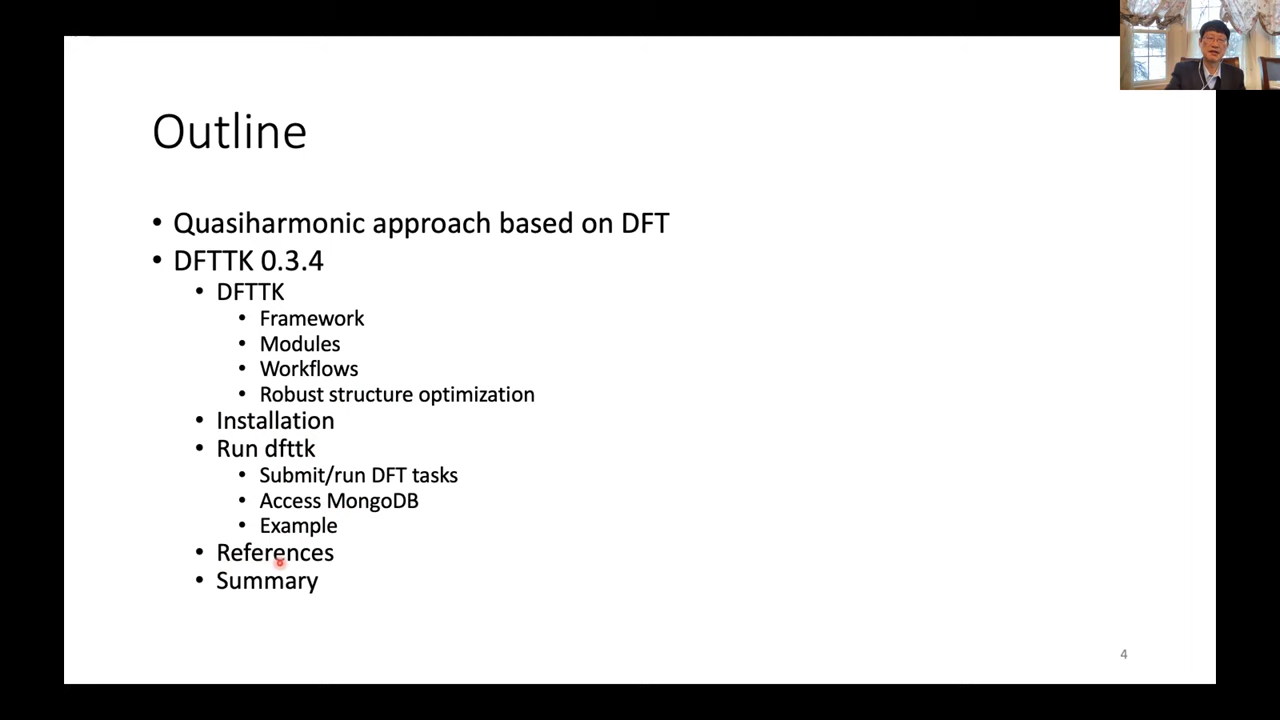 Outline
• Quasiharmonic approach based on DFT
• DFTTK 0.3.4
• DFTTK
• Framework
• Modules
• Workflows
• Robust structure optimization
• Installation
• Run dfttk
• Submit/run DFT tasks
• Access MongoDB
• Example
• References
• Summary
4